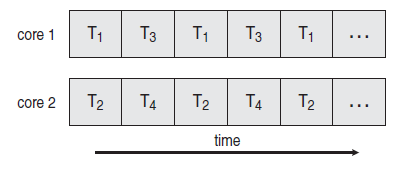 core 1 T1 T3 T1 T3 T1 ...
core 2 T2 T4 T2 T4 T2 ...
time